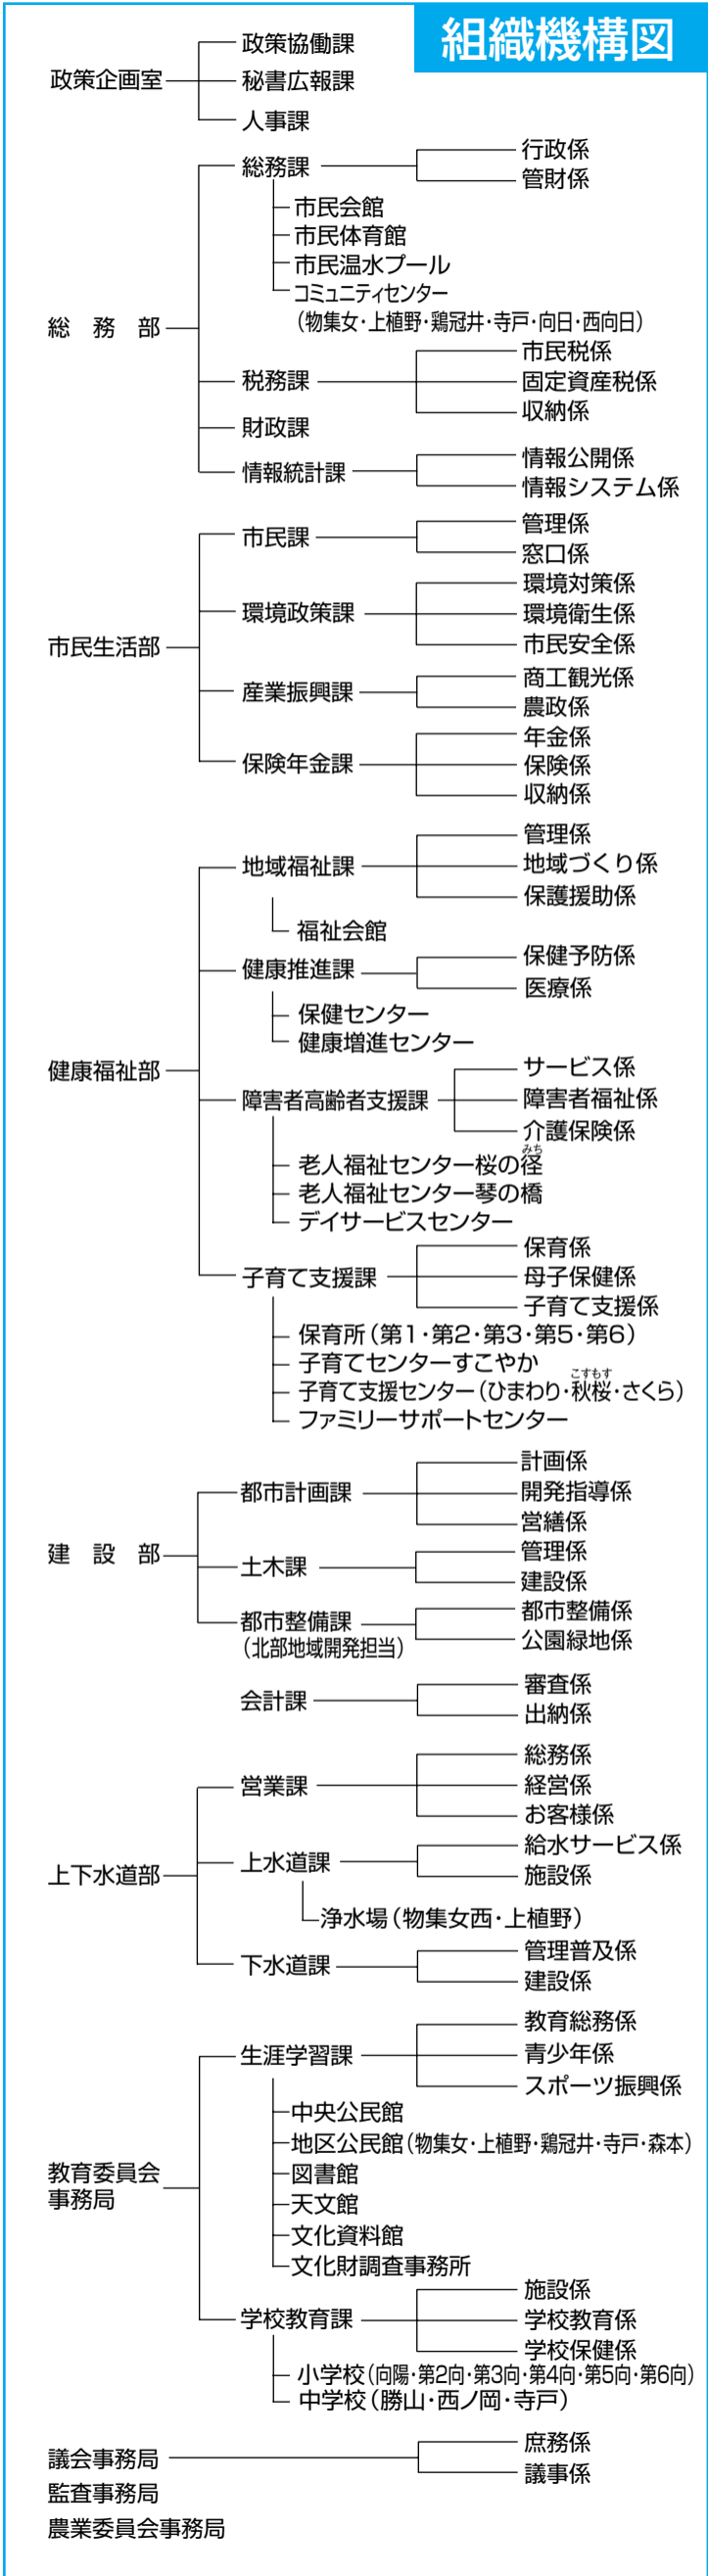 組織機構図
政策企画室
政策協働課
秘書広報課
人事課
総務部
総務課
行政係
管財係
市民会館
市民体育館
市民温水プール
コミュニティセンター
(物集女・上植野・鶏冠井・寺戸・向日・西向日)
税務課
市民税係
固定資産税係
収納係
財政課
情報統計課
情報公開係
情報システム係
市民生活部
市民課
管理係
窓口係
環境政策課
環境対策係
環境衛生係
市民安全係
産業振興課
商工観光係
農政係
保険年金課
年金係
保険係
収納係
健康福祉部
地域福祉課
管理係
地域づくり係
保護援助係
福祉会館
健康推進課
保健予防係
医療係
保健センター
健康増進センター
障害者高齢者支援課
サービス係
障害者福祉係
介護保険係
みち
老人福祉センター桜の径
老人福祉センター琴の橋
デイサービスセンター
子育て支援課
保育係
母子保健係
子育て支援係
保育所(第1・第2・第3・第5・第6)
子育てセンターすこやか
こすもす
子育て支援センター(ひまわり・秋桜・さくら)
ファミリーサポートセンター
建設部
都市計画課
計画係
開発指導係
営繕係
土木課
管理係
建設係
都市整備課
(北部地域開発担当)
都市整備係
公園緑地係
会計課
審査係
出納係
上下水道部
営業課
総務係
経営係
お客様係
上水道課
給水サービス係
施設係
浄水場(物集女西・上植野)
下水道課
管理普及係
建設係
教育委員会
事務局
生涯学習課
教育総務係
青少年係
スポーツ振興係
中央公民館
地区公民館(物集女・上植野・鶏冠井・寺戸・森本)
図書館
天文館
文化資料館
文化財調査事務所
学校教育課
施設係
学校教育係
学校保健係
小学校(向陽・第2向・第3向・第4向・第5向・第6向)
中学校(勝山・西ノ岡・寺戸)
議会事務局
庶務係
議事係
監査事務局
農業委員会事務局